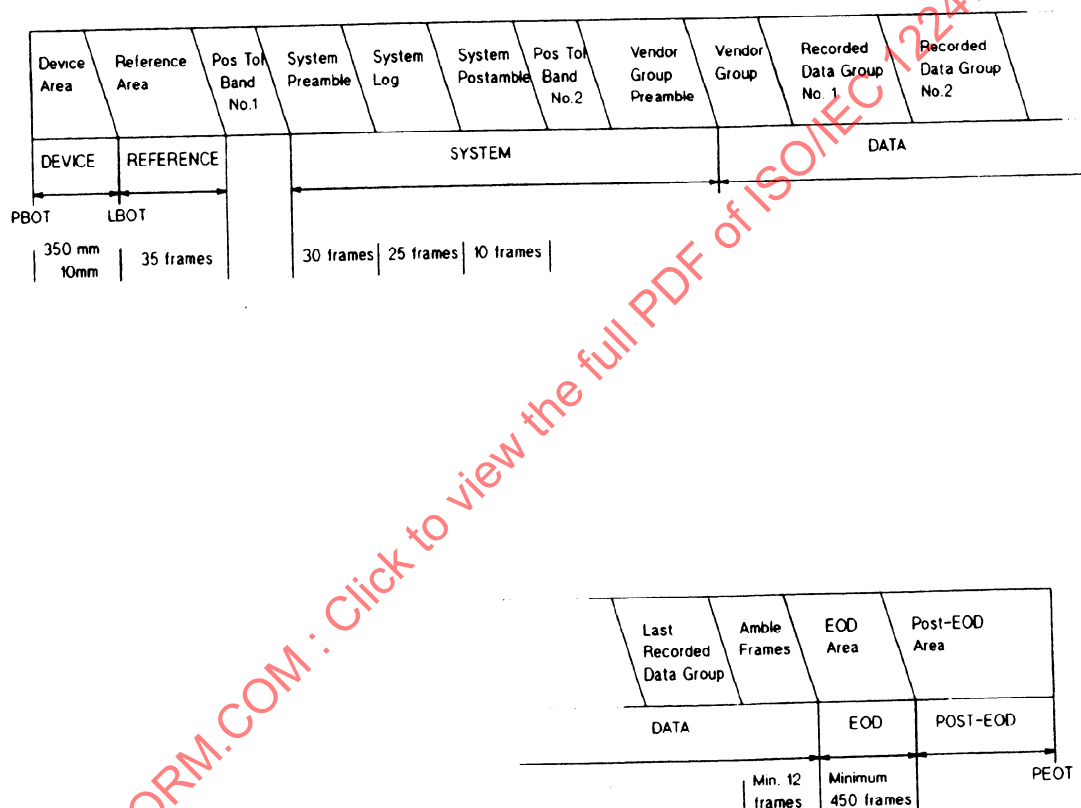 Device
Area
Reference
Area
Pos Tol
Band
No.1
System
Preamble
System
Log
System
Postamble
Pos Tol
Band
No.2
Vendor
Group
Preamble
Vendor
Group
Recorded
Data Group
No. 1
Recorded
Data Group
No.2
DEVICE
REFERENCE
SYSTEM
DATA
PBOT
LBOT
350 mm
10mm
35 frames
30 frames
25 frames
10 frames
Last
Recorded
Data Group
Amble
Frames
EOD
Area
Post-EOD
Area
DATA
EOD
POST-EOD
PEOT
Min. 12
frames
Minimum
450 frames
ORM.COM : Click to view the full PDF of ISO/IEC 12247